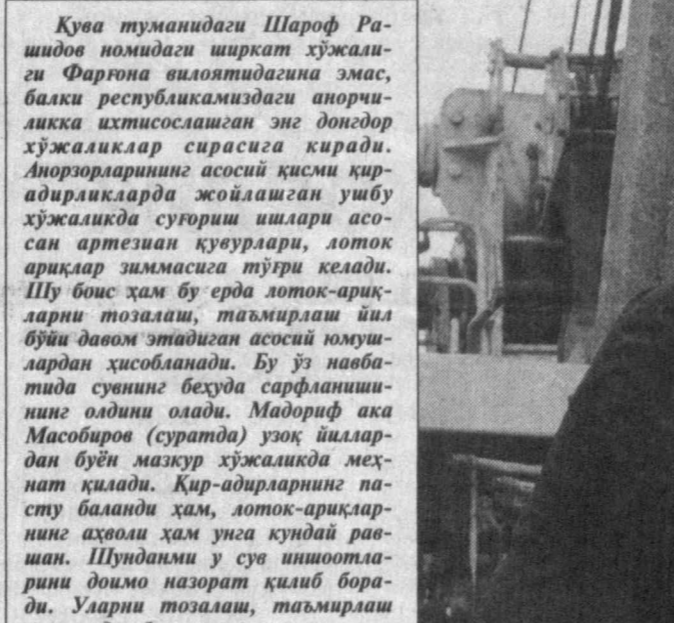 Қува туманидаги Шароф Ра-
шидов номидаги ширкат хўжали-
ги Фарғона вилоятидагина эмас,
балки республикамиздаги анорчи-
ликка ихтисослашган энг донгдор
хўжаликлар сирасига киради.
Анорзорларининг асосий қисми қир-
адирликларда жойлашган ушбу
хўжаликда суғориш ишлари асо-
сан артезиан қувурлари, лоток
ариқлар зиммасига тўғри келади.
Шу боис ҳам бу ерда лоток-ариқ-
ларни тозалаш, таъмирлаш йил
бўйи давом этадиган асосий юмуш-
лардан ҳисобланади. Бу ўз навба-
тида сувнинг беҳуда сарфланиши-
нинг олдини олади. Мадориф ака
Масобиров (суратда) узоқ йиллар-
дан буён мазкур хўжаликда меҳ-
нат қилади. Қир-адирларнинг па-
сту баланди ҳам, лоток-ариқлар-
нинг аҳволи ҳам унга кундай рав-
шан. Шунданми у сув иншоотла-
рини доимо назорат қилиб бора-
ди. Уларни тозалаш, таъмирлаш